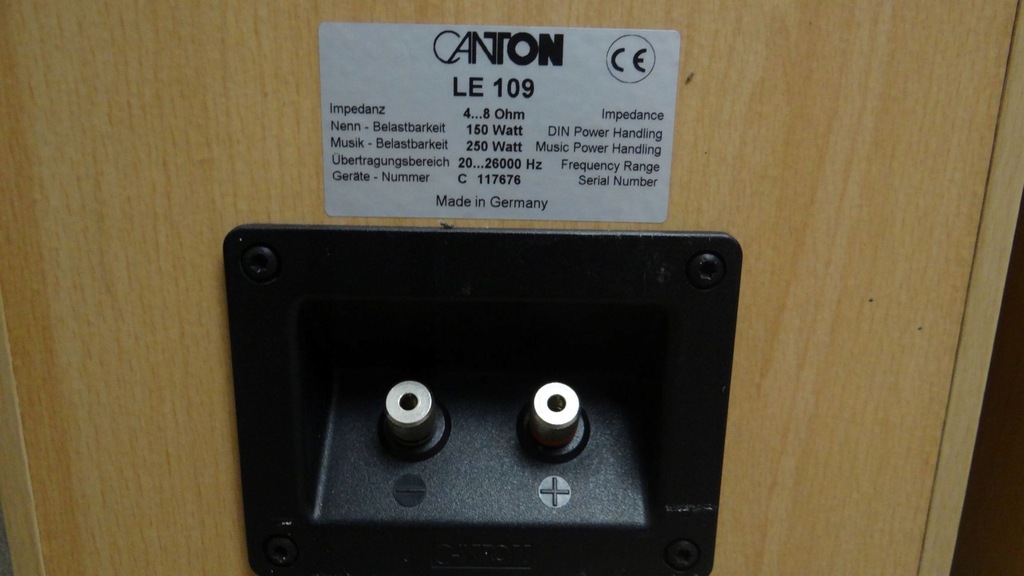 CANTON CE
LE 109
Impedanz 4...8 Ohm Impedance
Nenn - Belastbarkeit 150 Watt DIN Power Handling
Musik - Belastbarkeit 250 Watt Music Power Handling
Übertragungsbereich 20...26000 Hz Frequency Range
Geräte - Nummer C 117676 Serial Number
Made in Germany
− +
CANTON